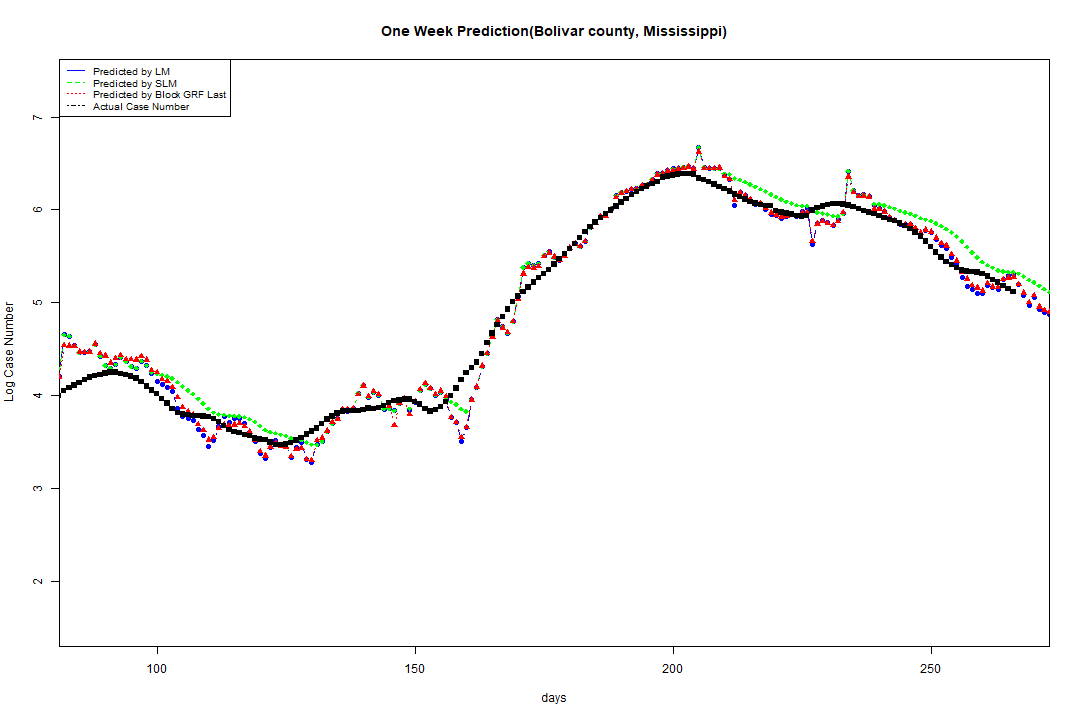 One Week Prediction(Bolivar county, Mississippi)
Predicted by LM
Predicted by SLM
Predicted by Block GRF Last
Actual Case Number
7
6
5
4
3
2
Log Case Number
100 150 200 250
days